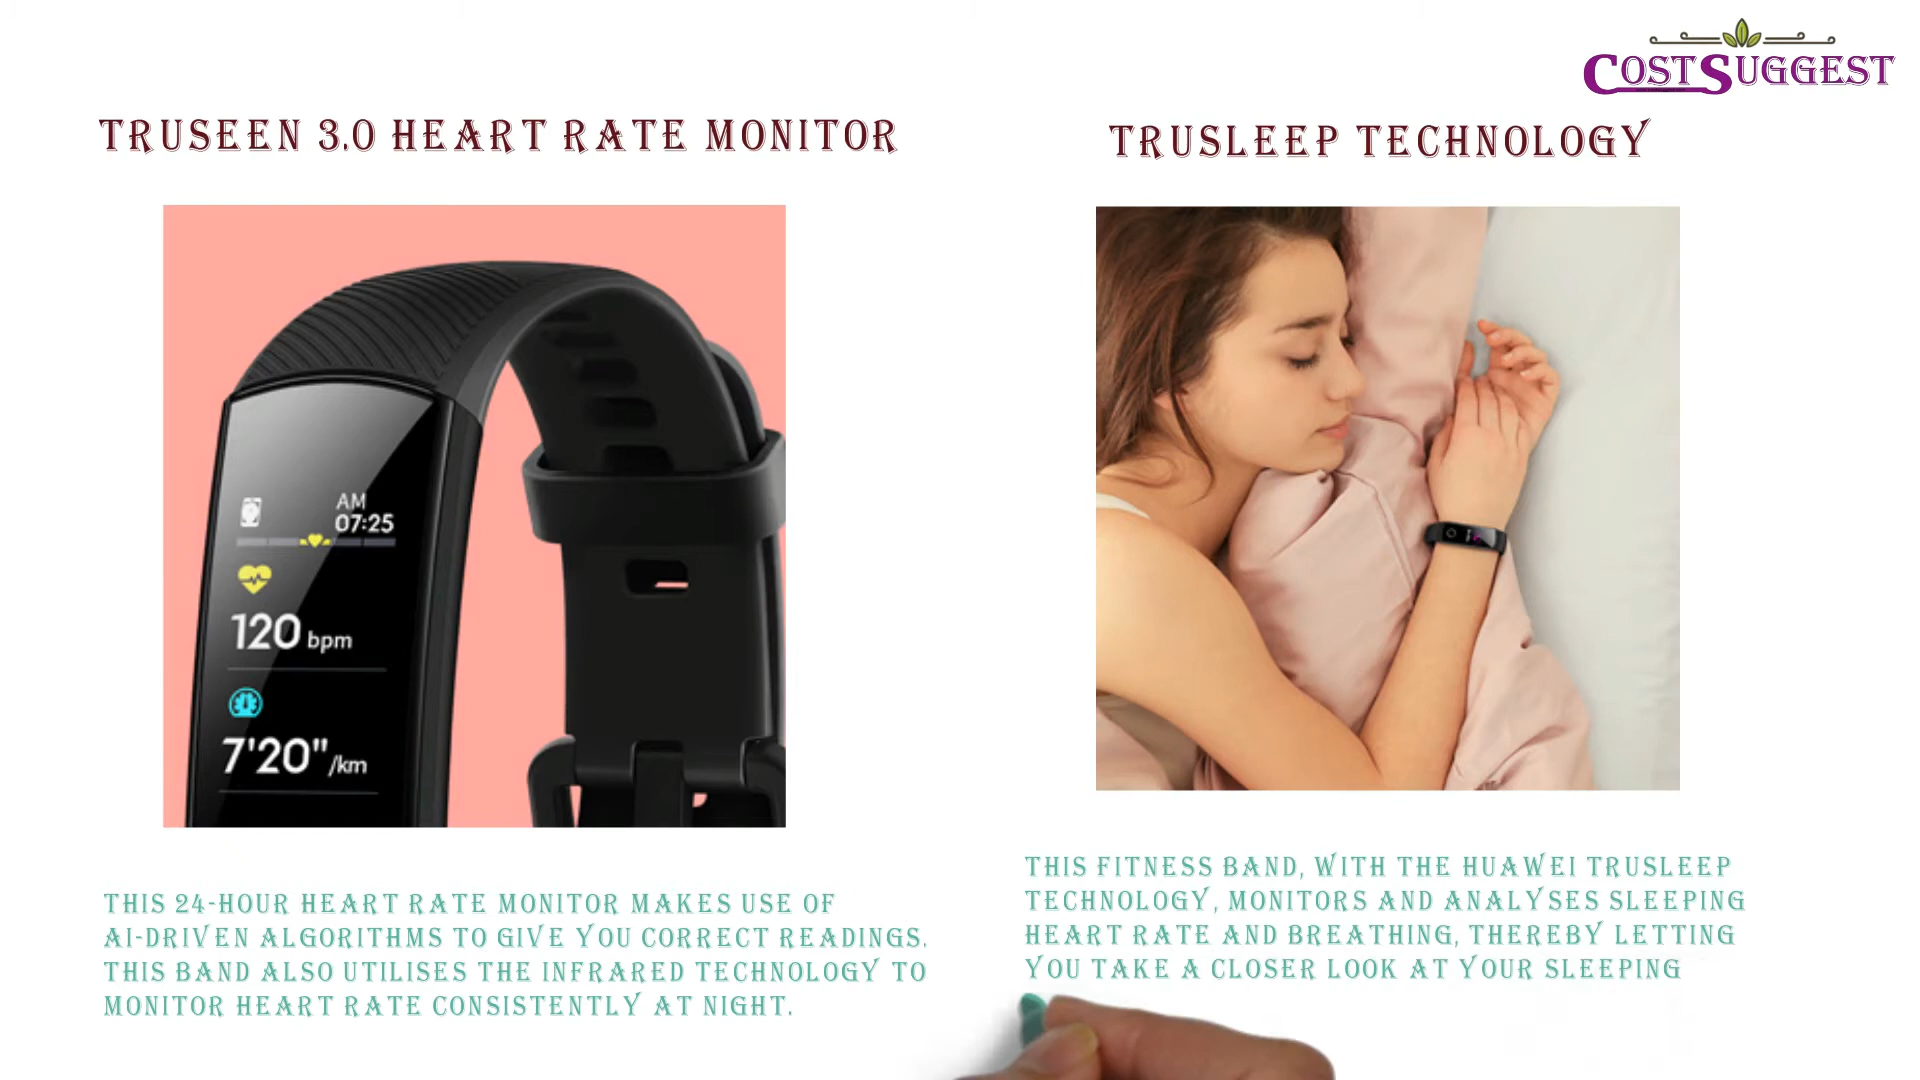 COSTSUGGEST
TRUSEEN 3.0 HEART RATE MONITOR
TRUSLEEP TECHNOLOGY
AM
07:25
120 bpm
7'20"/km
THIS 24-HOUR HEART RATE MONITOR MAKES USE OF
AI-DRIVEN ALGORITHMS TO GIVE YOU CORRECT READINGS.
THIS BAND ALSO UTILISES THE INFRARED TECHNOLOGY TO
MONITOR HEART RATE CONSISTENTLY AT NIGHT.
THIS FITNESS BAND, WITH THE HUAWEI TRUSLEEP
TECHNOLOGY, MONITORS AND ANALYSES SLEEPING
HEART RATE AND BREATHING, THEREBY LETTING
YOU TAKE A CLOSER LOOK AT YOUR SLEEPING